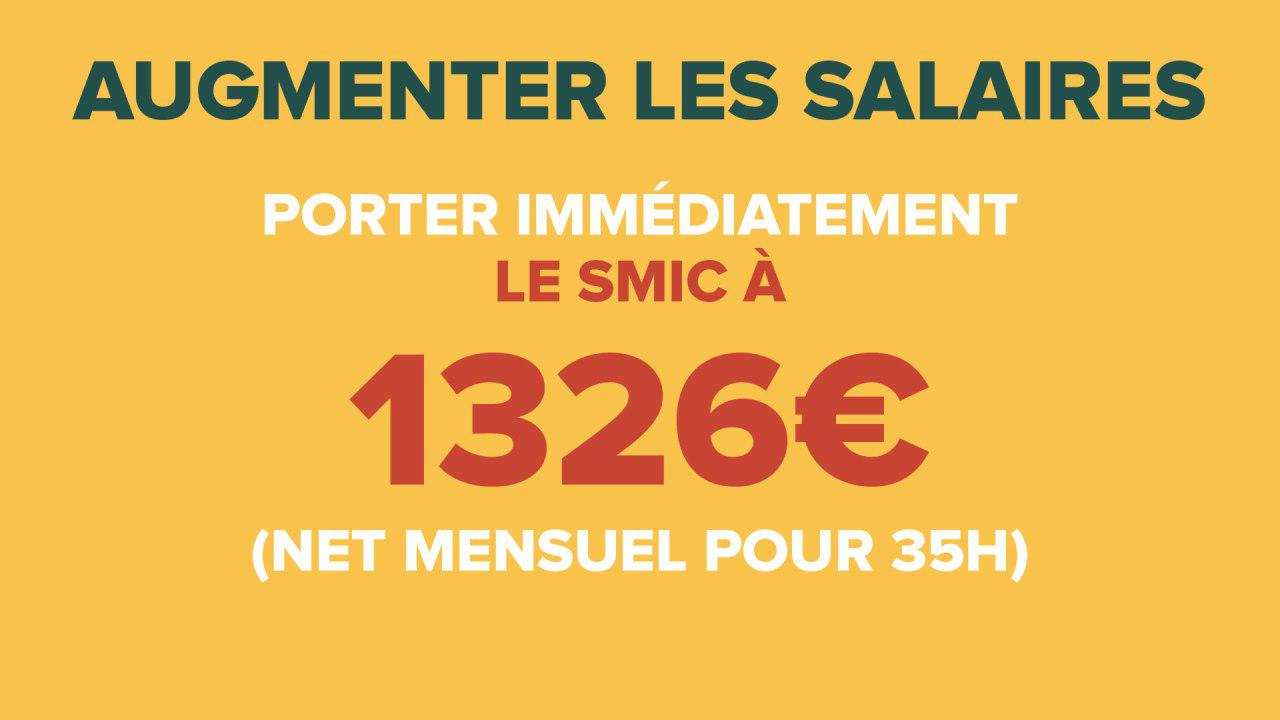 AUGMENTER LES SALAIRES
PORTER IMMÉDIATEMENT
LE SMIC À
1326€
(NET MENSUEL POUR 35H)